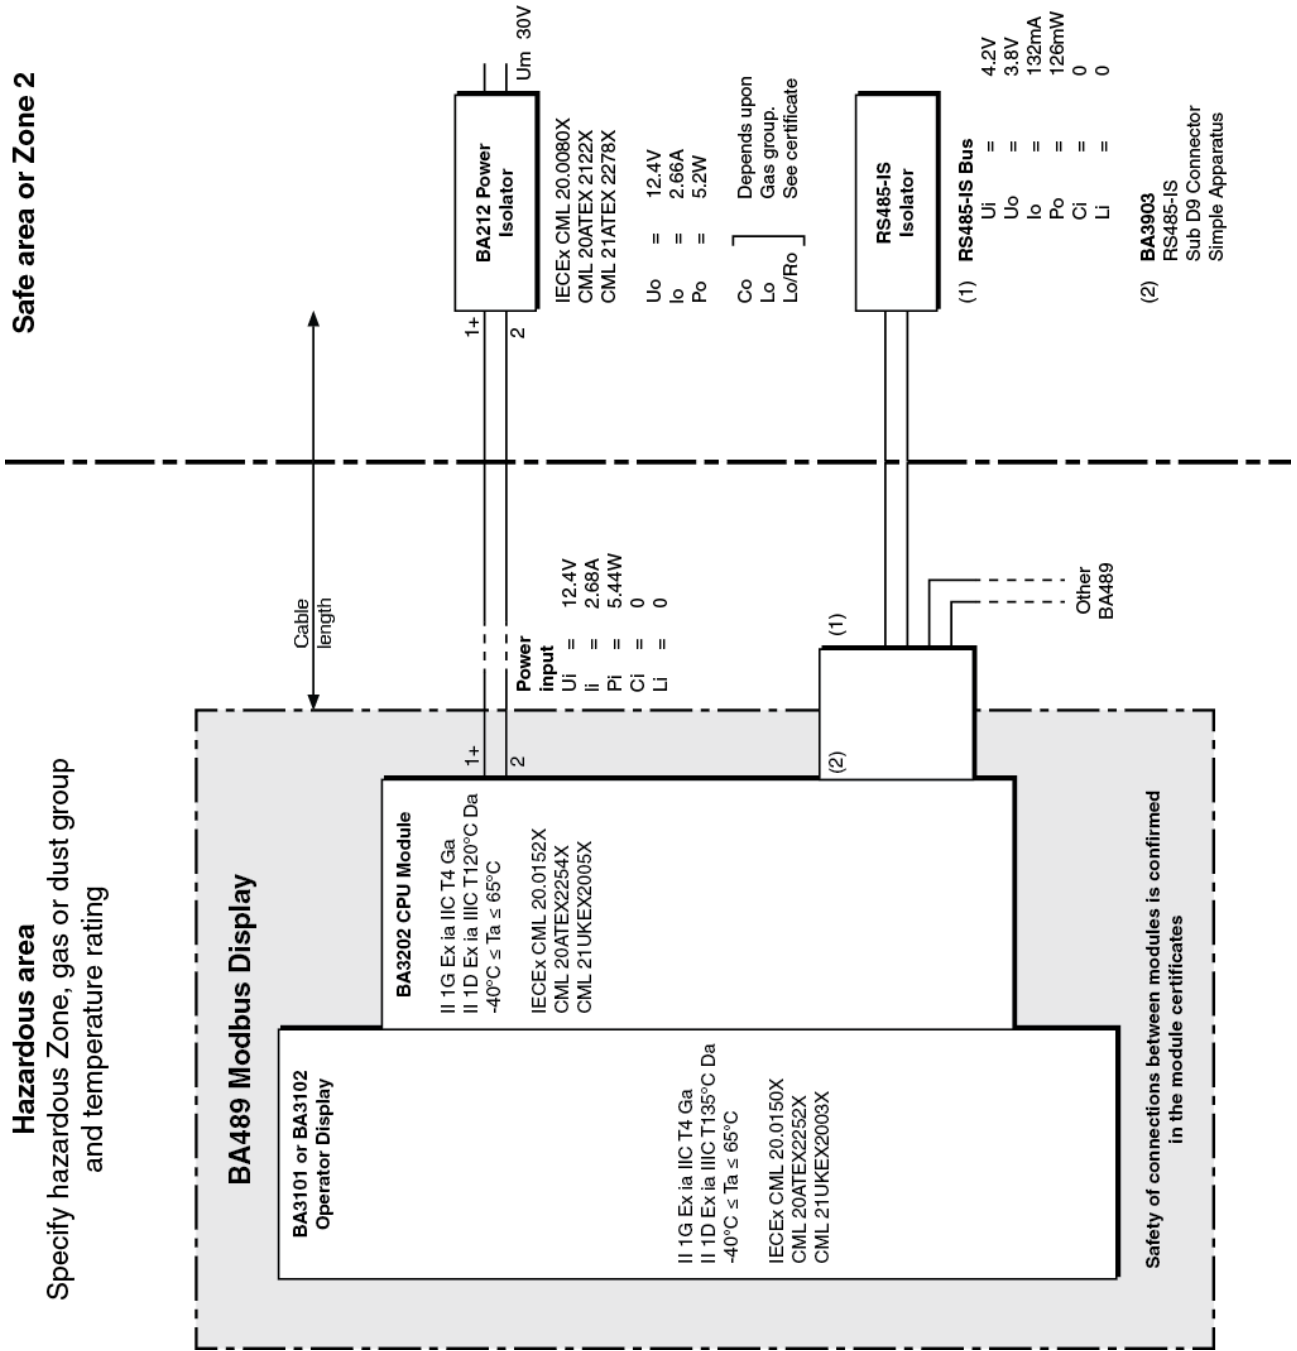 Hazardous area
Specify hazardous Zone, gas or dust group
and temperature rating
Safe area or Zone 2
Cable
length
BA489 Modbus Display
BA3101 or BA3102
Operator Display
II 1G Ex ia IIC T4 Ga
II 1D Ex ia IIIC T135°C Da
-40°C ≤ Ta ≤ 65°C
IECEx CML 20.0150X
CML 20ATEX2252X
CML 21UKEX2003X
BA3202 CPU Module
II 1G Ex ia IIC T4 Ga
II 1D Ex ia IIIC T120°C Da
-40°C ≤ Ta ≤ 65°C
IECEx CML 20.0152X
CML 20ATEX2254X
CML 21UKEX2005X
1+
2
Power
input
Ui = 12.4V
Ii = 2.68A
Pi = 5.44W
Ci = 0
Li = 0
1+
2
BA212 Power
Isolator
Um 30V
IECEx CML 20.0080X
CML 20ATEX 2122X
CML 21ATEX 2278X
Uo = 12.4V
Io = 2.66A
Po = 5.2W
Co Depends upon
Lo Gas group.
Lo/Ro See certificate
(2)
(1)
Other
BA489
RS485-IS
Isolator
(1) RS485-IS Bus
Ui = 4.2V
Uo = 3.8V
Io = 132mA
Po = 126mW
Ci = 0
Li = 0
(2) BA3903
RS485-IS
Sub D9 Connector
Simple Apparatus
Safety of connections between modules is confirmed
in the module certificates